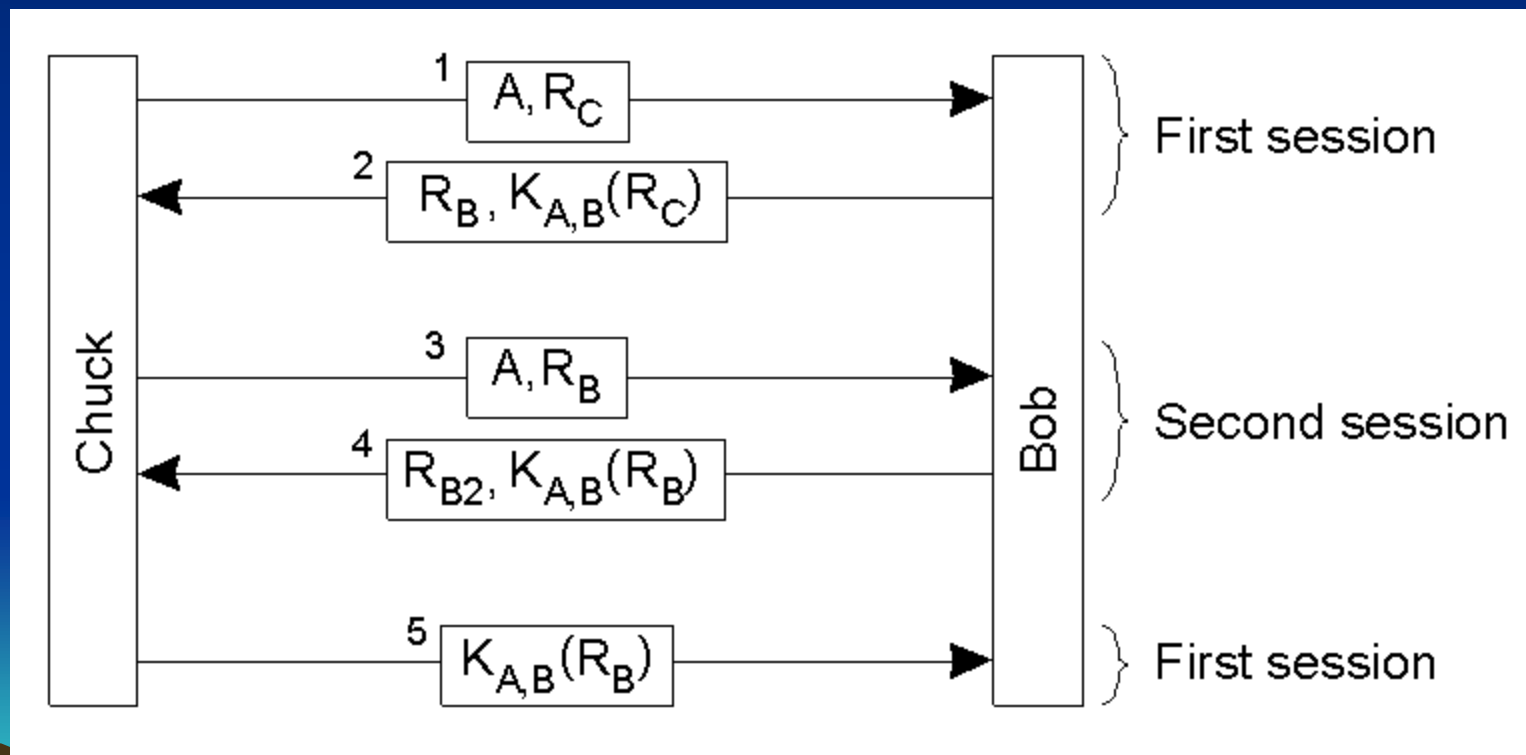 1
A, R_C
First session
2
R_B, K_A,B(R_C)
Chuck
3
A, R_B
Bob
Second session
4
R_B2, K_A,B(R_B)
5
K_A,B(R_B)
First session